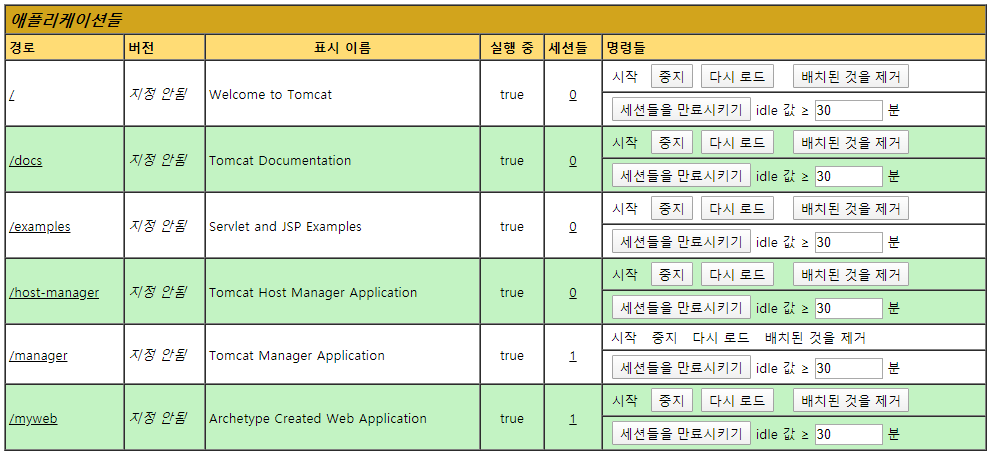 애플리케이션들
경로 버전 표시 이름 실행 중 세션들 명령들
/ 지정 안됨 Welcome to Tomcat true 0 시작 중지 다시 로드 배치된 것을 제거
세션들을 만료시키기 idle 값 ≥ 30 분
/docs 지정 안됨 Tomcat Documentation true 0 시작 중지 다시 로드 배치된 것을 제거
세션들을 만료시키기 idle 값 ≥ 30 분
/examples 지정 안됨 Servlet and JSP Examples true 0 시작 중지 다시 로드 배치된 것을 제거
세션들을 만료시키기 idle 값 ≥ 30 분
/host-manager 지정 안됨 Tomcat Host Manager Application true 0 시작 중지 다시 로드 배치된 것을 제거
세션들을 만료시키기 idle 값 ≥ 30 분
/manager 지정 안됨 Tomcat Manager Application true 1 시작 중지 다시 로드 배치된 것을 제거
세션들을 만료시키기 idle 값 ≥ 30 분
/myweb 지정 안됨 Archetype Created Web Application true 1 시작 중지 다시 로드 배치된 것을 제거
세션들을 만료시키기 idle 값 ≥ 30 분